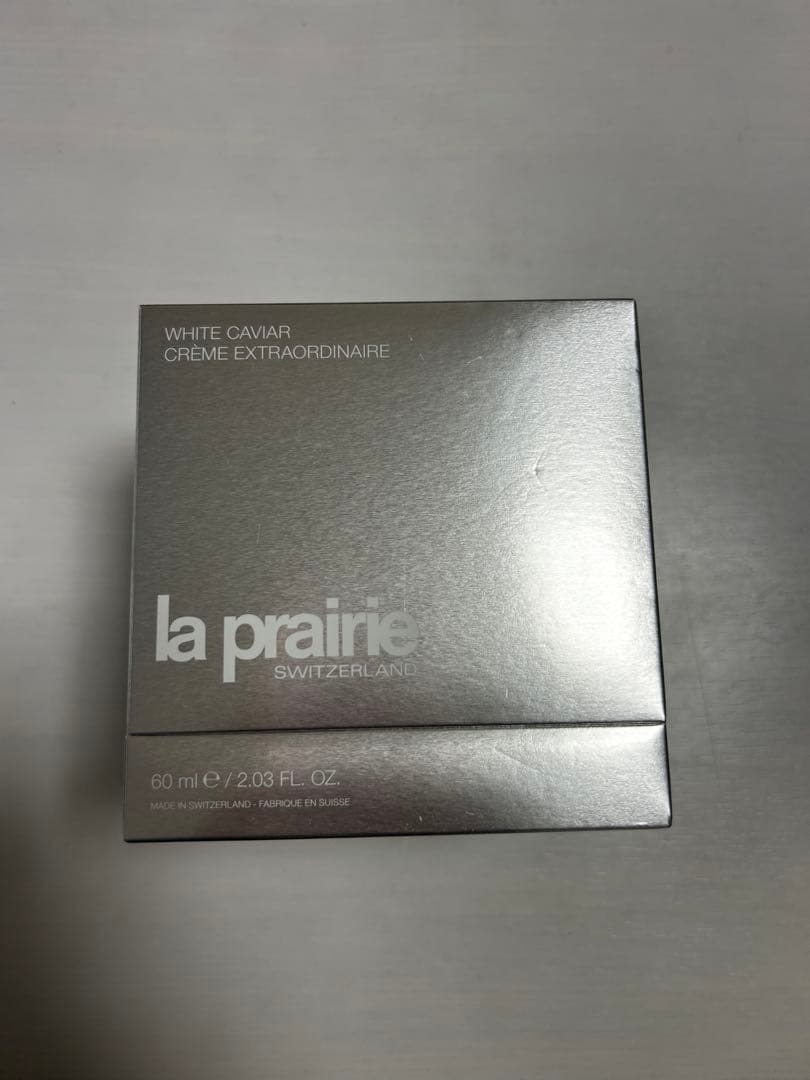 WHITE CAVIAR
CRÈME EXTRAORDINAIRE
la prairie
SWITZERLAND
60 ml ℮ / 2.03 FL. OZ.
MADE IN SWITZERLAND - FABRIQUE EN SUISSE